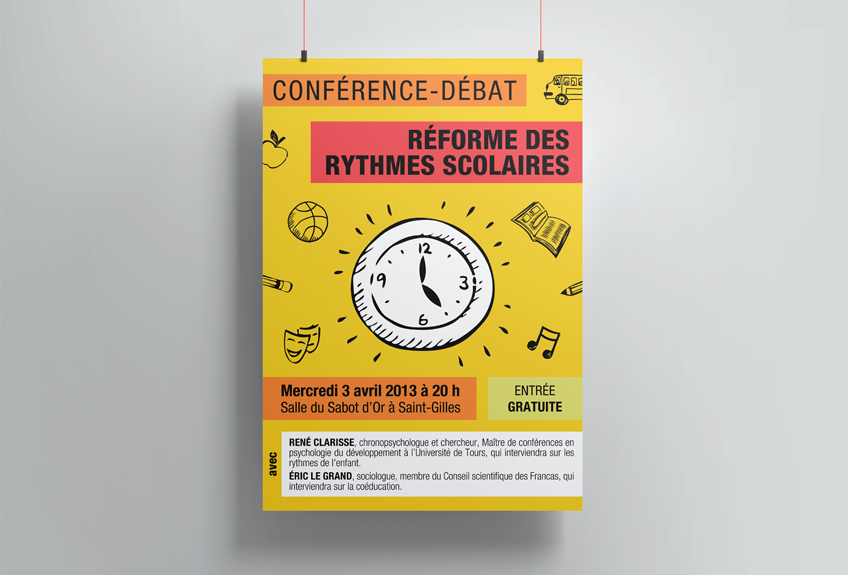 CONFÉRENCE-DÉBAT
RÉFORME DES
RYTHMES SCOLAIRES
12
9
3
6
Mercredi 3 avril 2013 à 20 h
Salle du Sabot d'Or à Saint-Gilles
ENTRÉE
GRATUITE
avec
RENÉ CLARISSE, chronopsychologue et chercheur, Maître de conférences en
psychologie du développement à l'Université de Tours, qui interviendra sur les
rythmes de l'enfant.
ÉRIC LE GRAND, sociologue, membre du Conseil scientifique des Francas, qui
interviendra sur la coéducation.